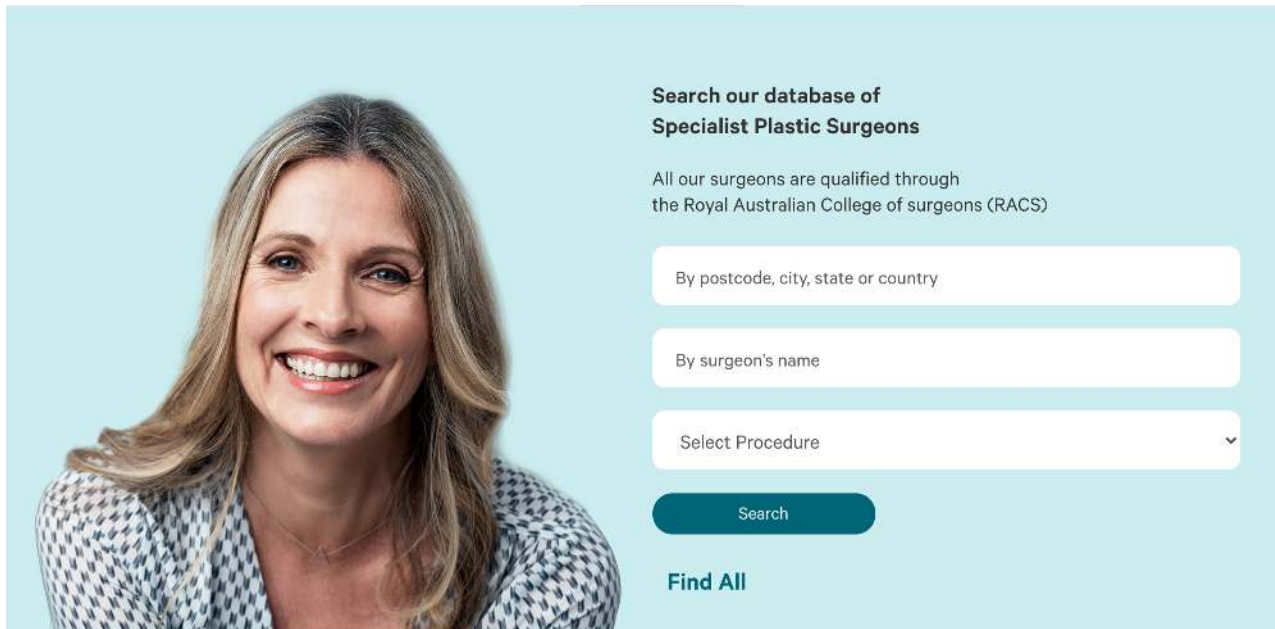 Search our database of
Specialist Plastic Surgeons
All our surgeons are qualified through
the Royal Australian College of surgeons (RACS)
By postcode, city, state or country
By surgeon's name
Select Procedure
Search
Find All